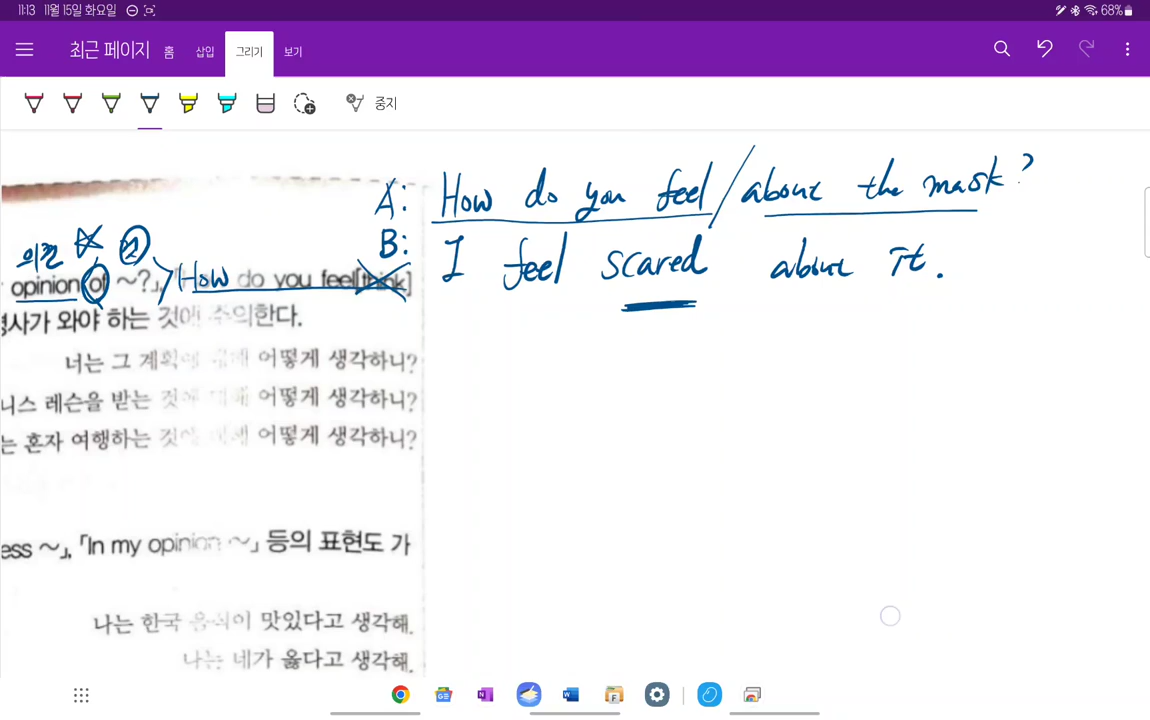 11:13 11월 15일 화요일 68%
최근 페이지 홈 삽입 그리기 보기
중지
A: How do you feel / about the mask?
B: I feel scared about it.
의견
opinion of ~?」, 「How do you feel[think]
명사가 와야 하는 것에 주의한다.
너는 그 계획에 대해 어떻게 생각하니?
니스 레슨을 받는 것에 대해 어떻게 생각하니?
는 혼자 여행하는 것에 대해 어떻게 생각하니?
ess ~」, 「In my opinion ~」 등의 표현도 가
나는 한국 음식이 맛있다고 생각해.
나는 네가 옳다고 생각해.